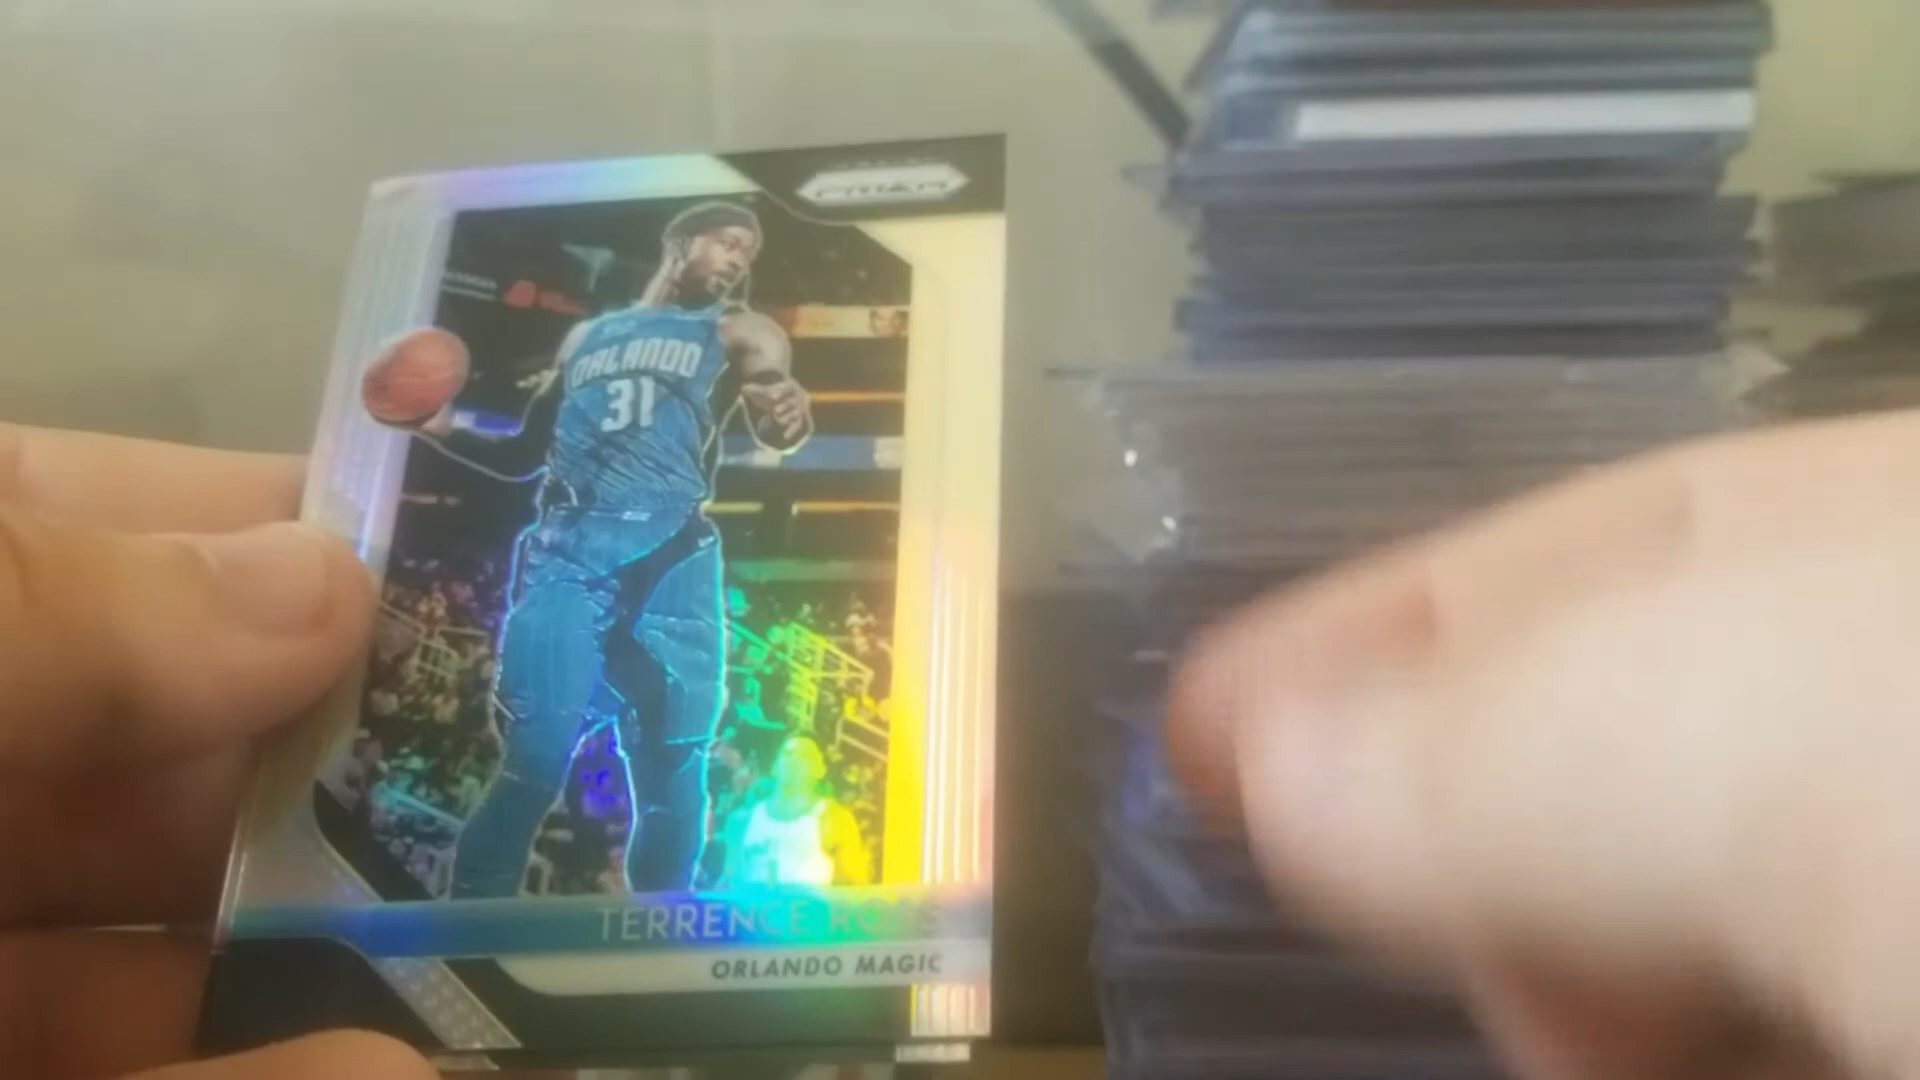 PRIZM
ORLANDO
31
TERRENCE ROSS
ORLANDO MAGIC